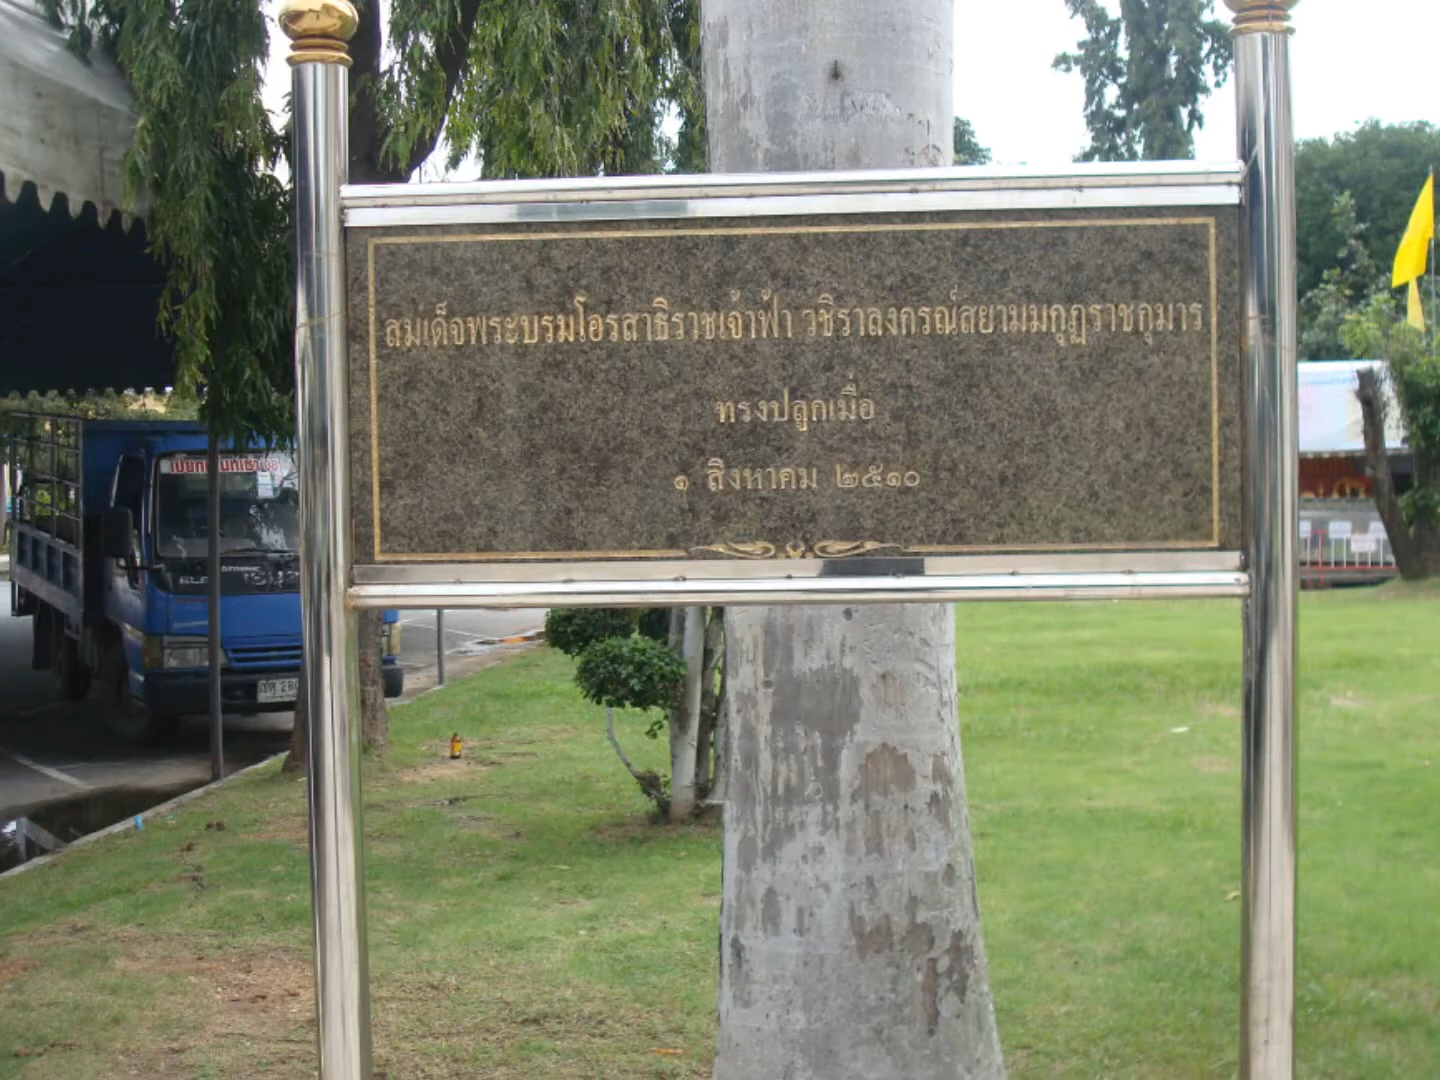 สมเด็จพระบรมโอรสาธิราชเจ้าฟ้า วชิราลงกรณ์สยามมกุฎราชกุมาร
ทรงปลูกเมื่อ
๑ สิงหาคม ๒๕๑๐